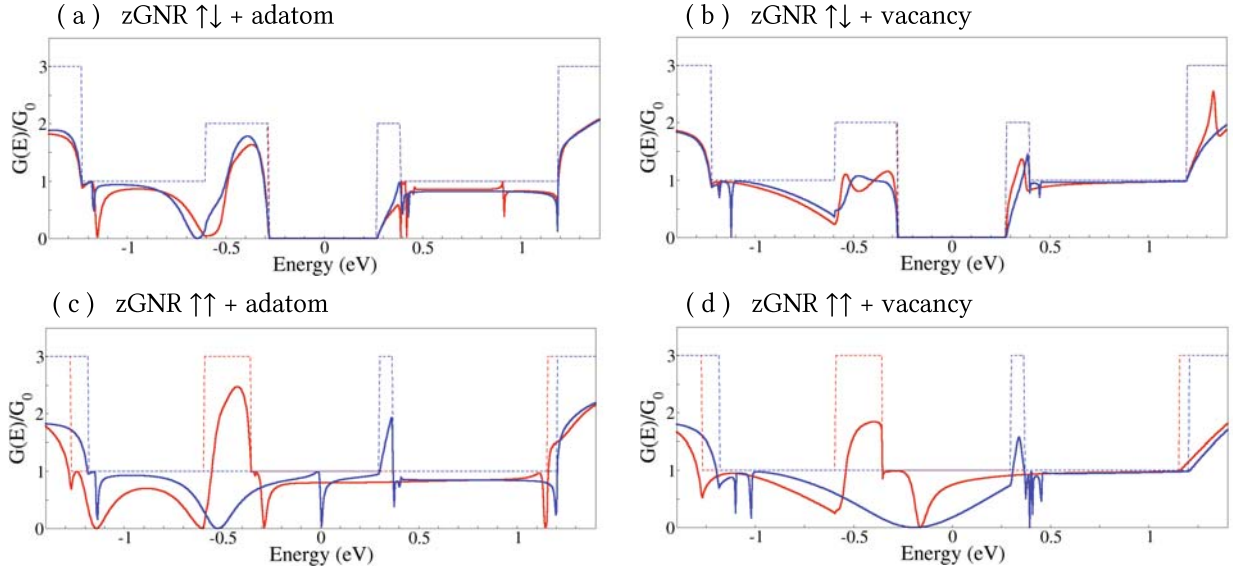 ( a ) zGNR ↑↓ + adatom
G(E)/G0
3
2
1
0
-1 -0.5 0 0.5 1
Energy (eV)
( b ) zGNR ↑↓ + vacancy
G(E)/G0
3
2
1
0
-1 -0.5 0 0.5 1
Energy (eV)
( c ) zGNR ↑↑ + adatom
G(E)/G0
3
2
1
0
-1 -0.5 0 0.5 1
Energy (eV)
( d ) zGNR ↑↑ + vacancy
G(E)/G0
3
2
1
0
-1 -0.5 0 0.5 1
Energy (eV)